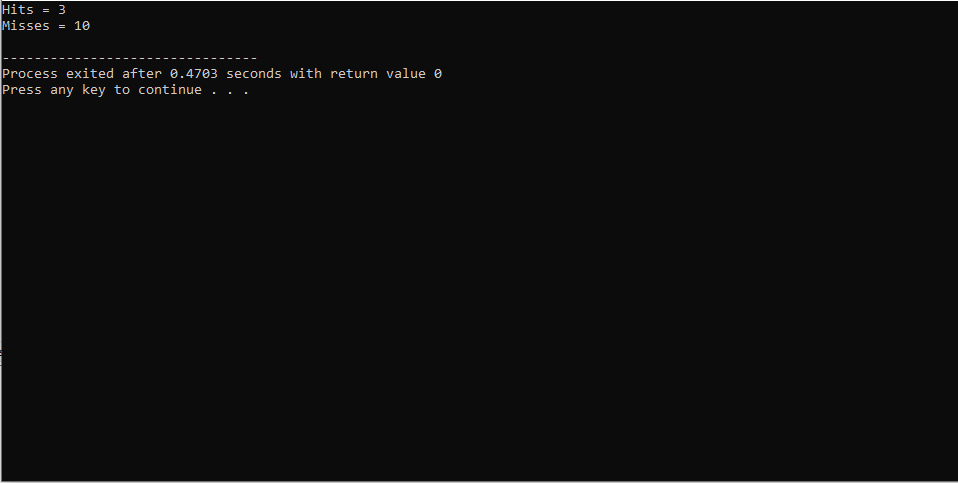 Hits = 3
Misses = 10
--------------------------------
Process exited after 0.4703 seconds with return value 0
Press any key to continue . . .